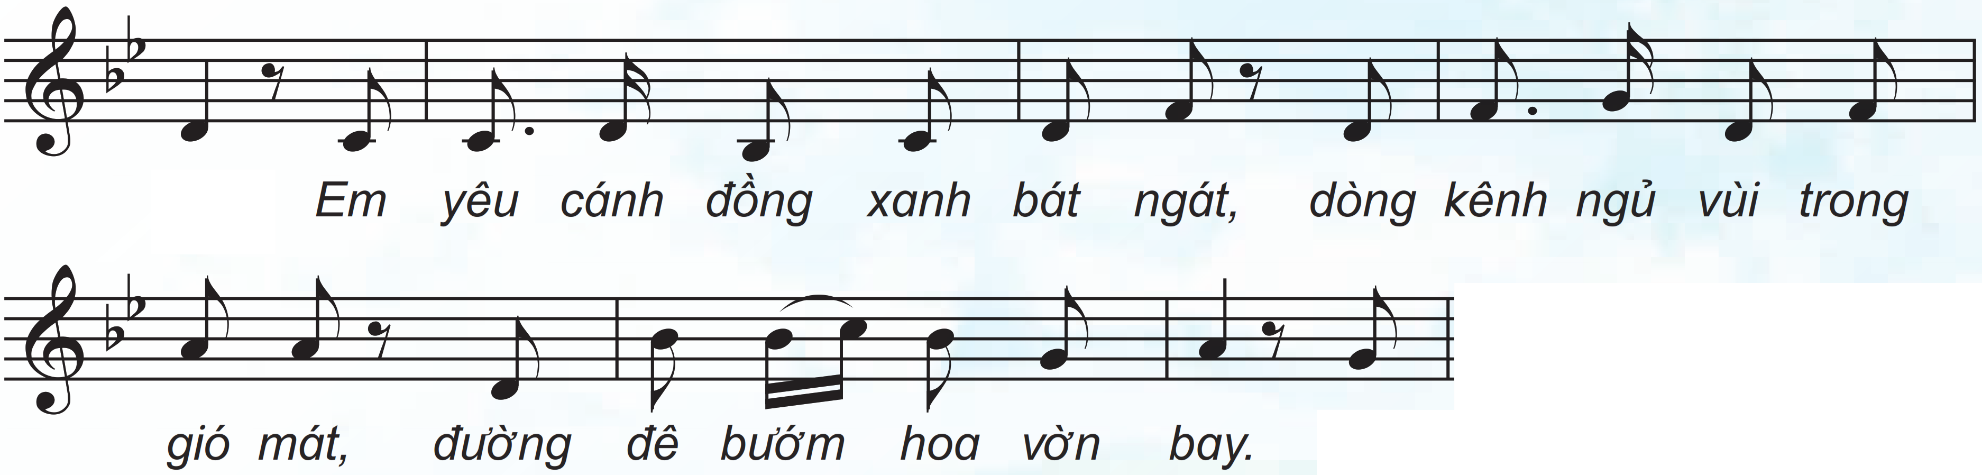 Em yêu cánh đồng xanh bát ngát, dòng kênh ngủ vùi trong
gió mát, đường đê bướm hoa vờn bay.